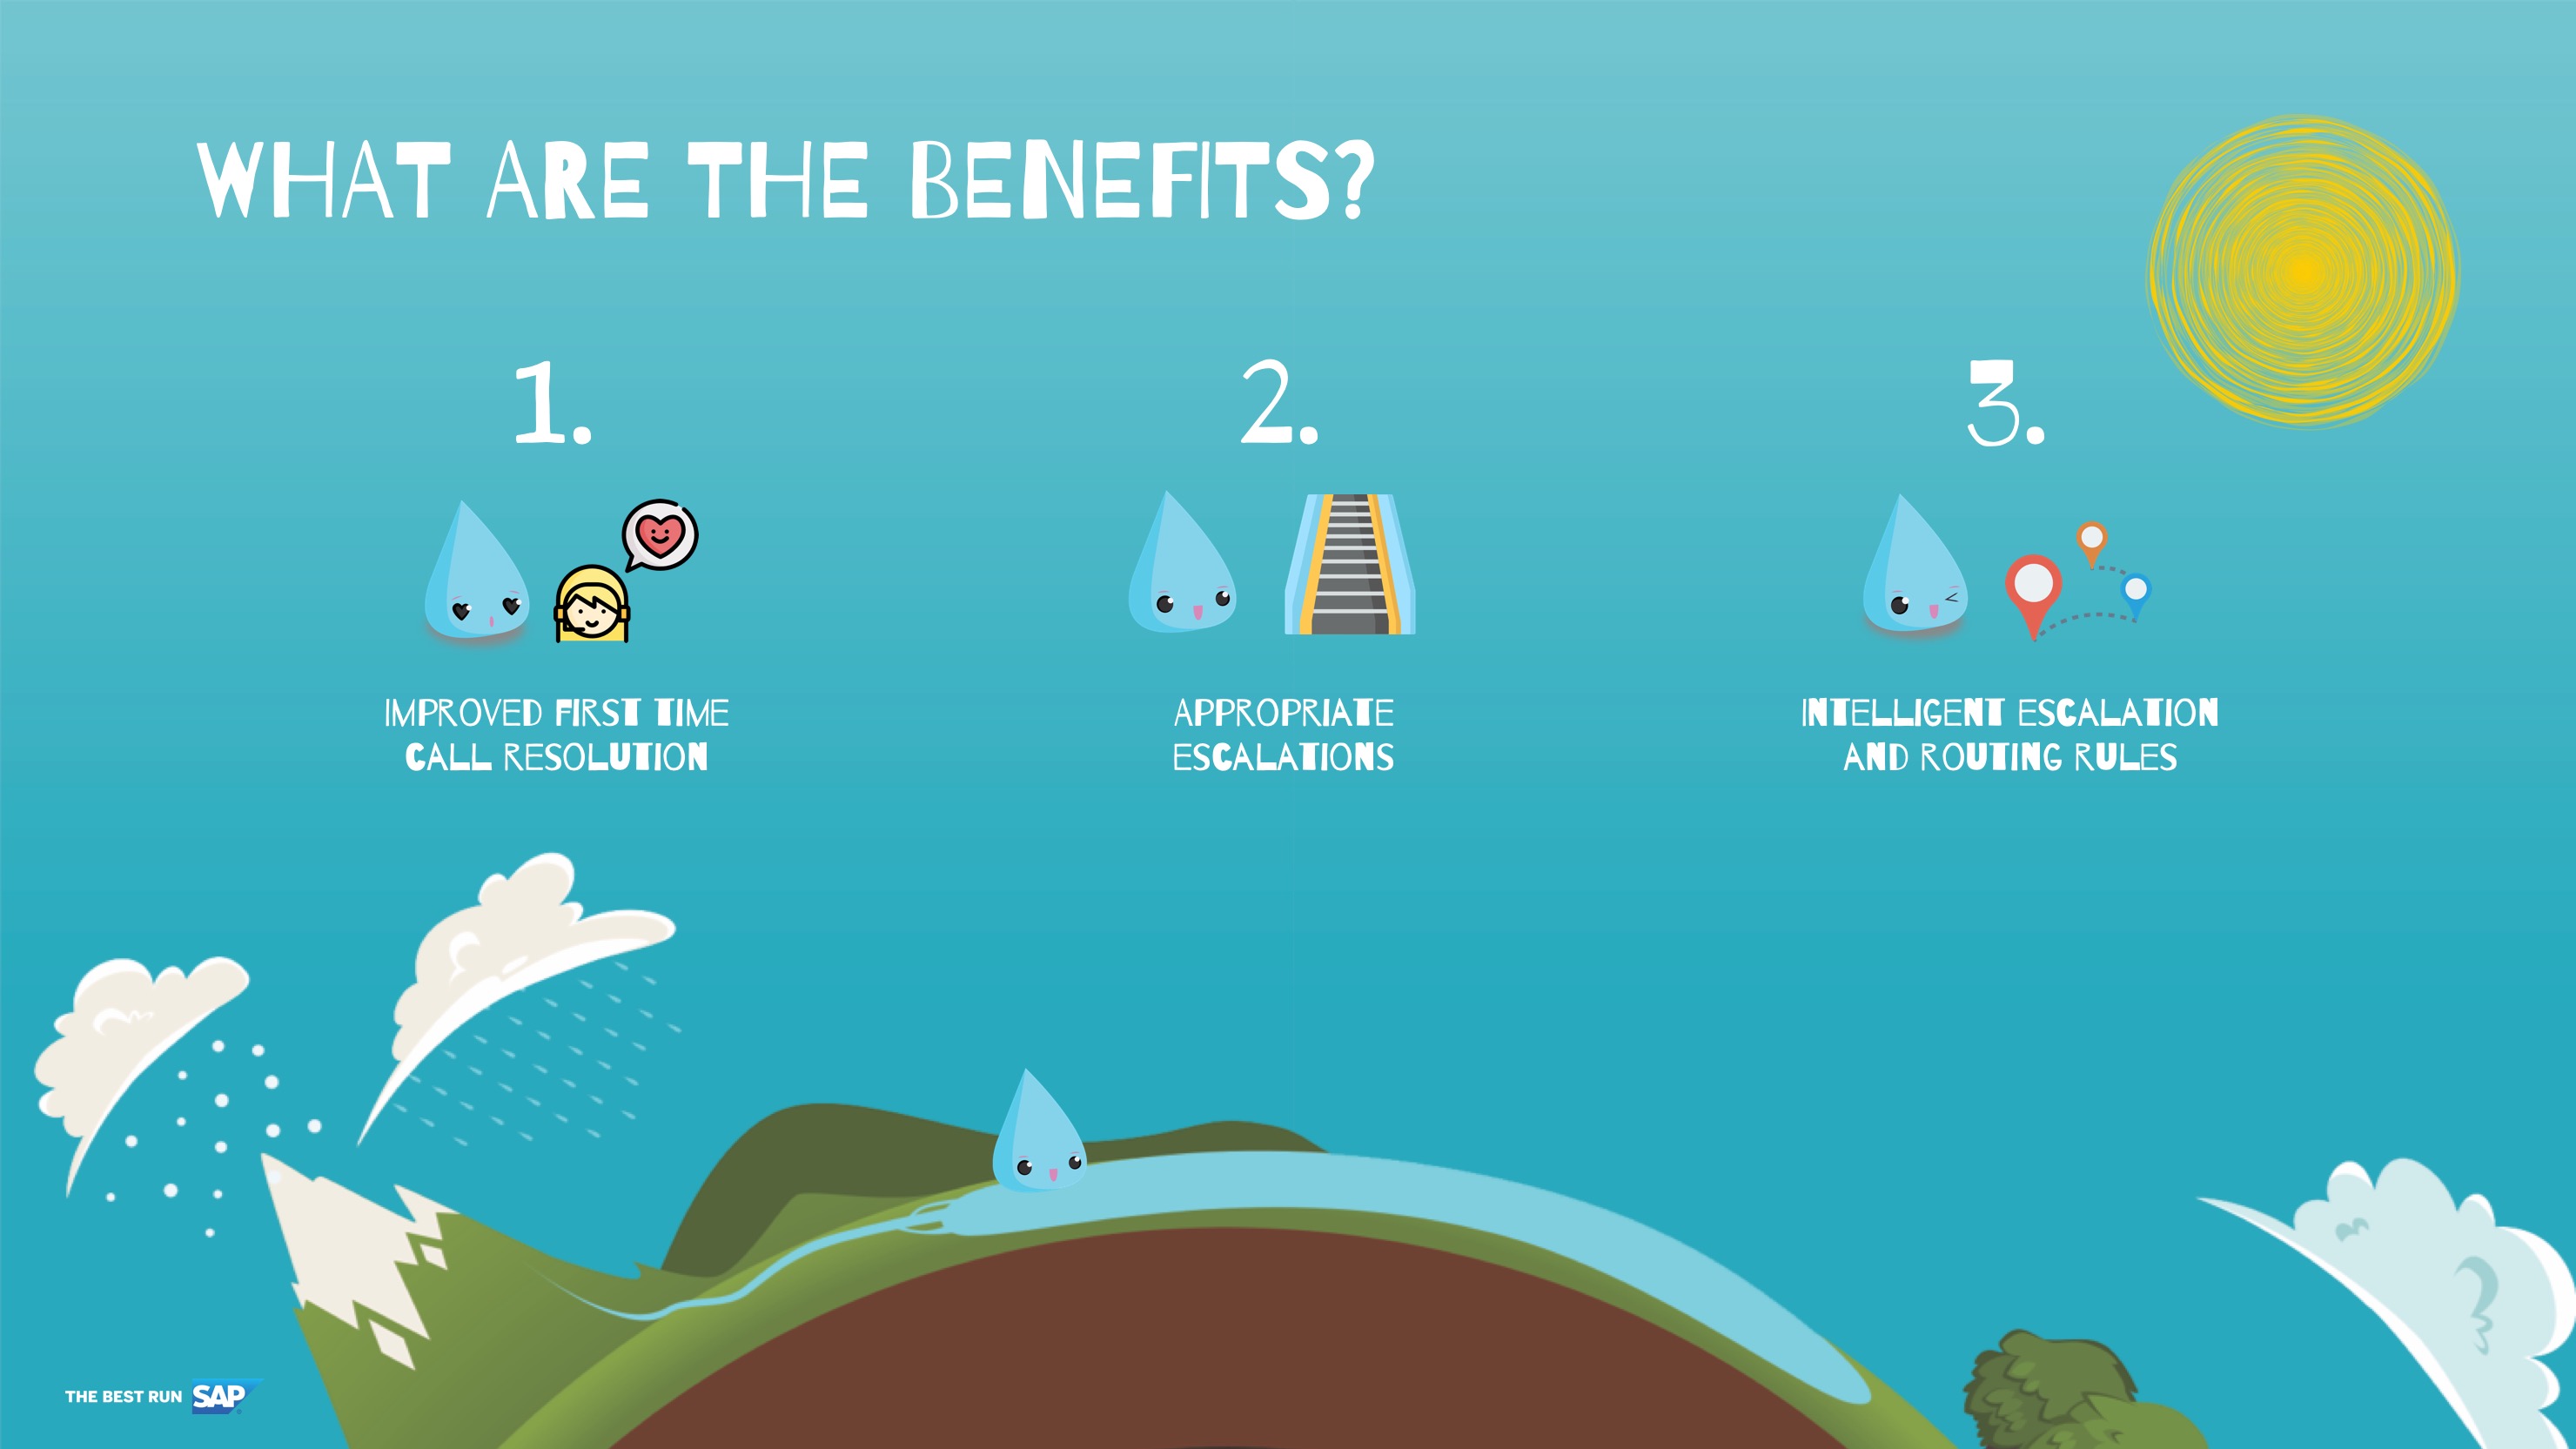 WHAT ARE THE BENEFITS?
1.
IMPROVED FIRST TIME
CALL RESOLUTION
2.
APPROPRIATE
ESCALATIONS
3.
INTELLIGENT ESCALATION
AND ROUTING RULES
THE BEST RUN SAP